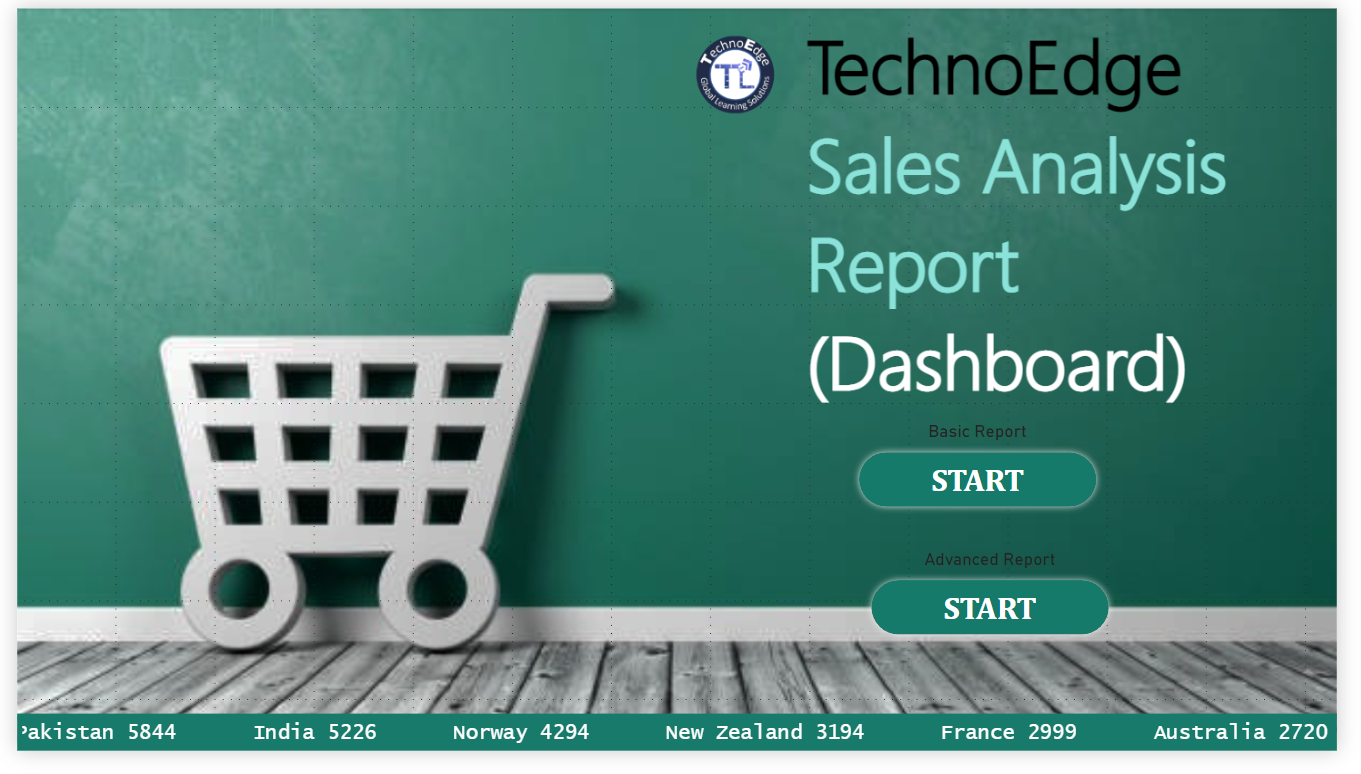 TechnoEdge
TL
Global Learning Solutions
TechnoEdge
Sales Analysis
Report
(Dashboard)
Basic Report
START
Advanced Report
START
Pakistan 5844 India 5226 Norway 4294 New Zealand 3194 France 2999 Australia 2720